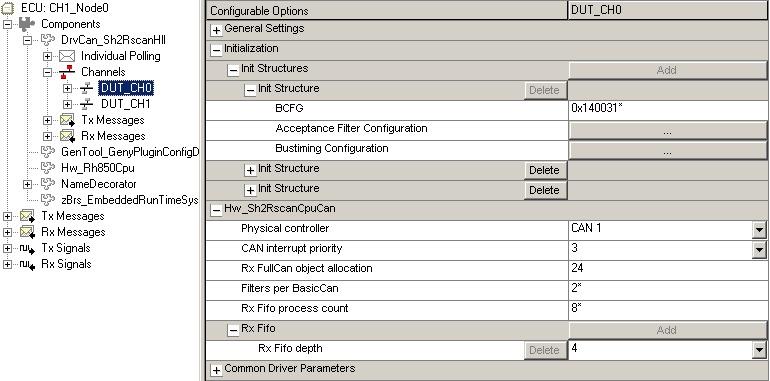 ECU: CH1_Node0
Components
DrvCan_Sh2RscanHll
Individual Polling
Channels
DUT_CH0
DUT_CH1
Tx Messages
Rx Messages
GenTool_GenyPluginConfigD
Hw_Rh850Cpu
NameDecorator
zBrs_EmbeddedRunTimeSys
Tx Messages
Rx Messages
Tx Signals
Rx Signals
Configurable Options DUT_CH0
General Settings
Initialization
Init Structures Add
Init Structure Delete
BCFG 0x140031*
Acceptance Filter Configuration ...
Bustiming Configuration ...
Init Structure Delete
Init Structure Delete
Hw_Sh2RscanCpuCan
Physical controller CAN 1
CAN interrupt priority 3
Rx FullCan object allocation 24
Filters per BasicCan 2*
Rx Fifo process count 8*
Rx Fifo Add
Rx Fifo depth Delete 4
Common Driver Parameters